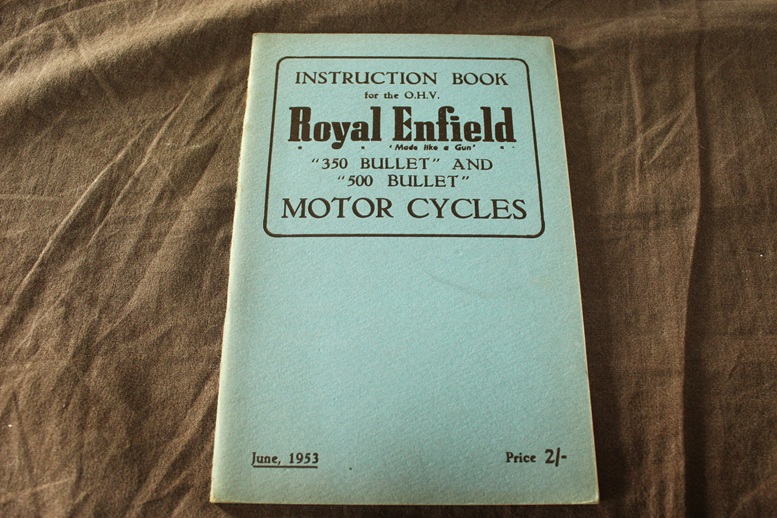 INSTRUCTION BOOK
for the O.H.V.
Royal Enfield
'Made like a Gun'
"350 BULLET" AND
"500 BULLET"
MOTOR CYCLES
June, 1953
Price 2/-